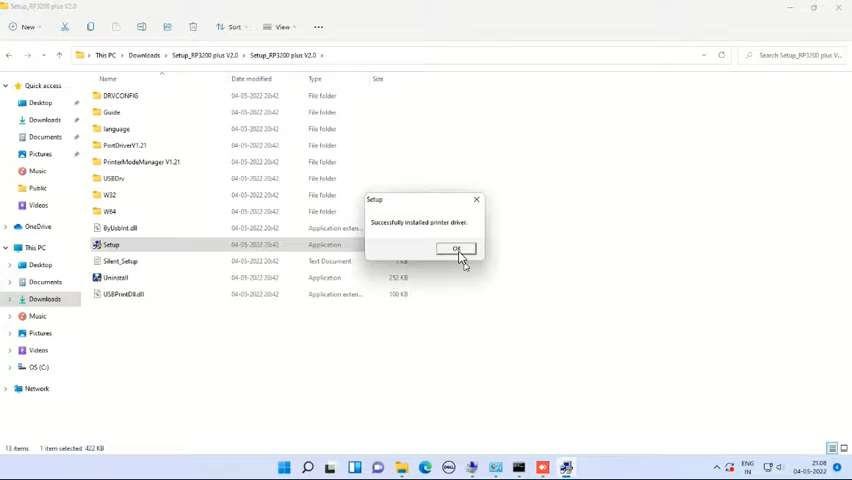 Setup_RP3200 plus V2.0
New
Sort
View
This PC
Downloads
Setup_RP3200 plus V2.0
Setup_RP3200 plus V2.0
Search Setup_RP3200 plus V...
Name
Date modified
Type
Size
Quick access
Desktop
Downloads
Documents
Pictures
Music
Public
Videos
OneDrive
This PC
Desktop
Documents
Downloads
Music
Pictures
Videos
OS (C:)
Network
DRVCONFIG 04-05-2022 20:42 File folder
Guide 04-05-2022 20:42 File folder
language 04-05-2022 20:42 File folder
PortDriverV1.21 04-05-2022 20:42 File folder
PrinterModeManager V1.21 04-05-2022 20:42 File folder
USBDrv 04-05-2022 20:42 File folder
W32 04-05-2022 20:42 File folder
W64 04-05-2022 20:42 File folder
ByUsbInt.dll 04-05-2022 20:42 Application exten...
Setup 04-05-2022 20:42 Application
Silent_Setup 04-05-2022 20:42 Text Document 1 KB
Uninstall 04-05-2022 20:42 Application 252 KB
USBPrintDll.dll 04-05-2022 20:42 Application exten... 100 KB
Setup
Successfully installed printer driver.
OK
13 items
1 item selected 422 KB
DELL
ENG
IN
21:08
04-05-2022
4